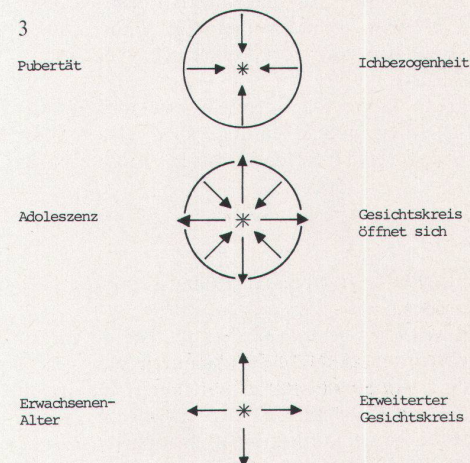 3
Pubertät
Ichbezogenheit
Adoleszenz
Gesichtskreis
öffnet sich
Erwachsenen-
Alter
Erweiterter
Gesichtskreis